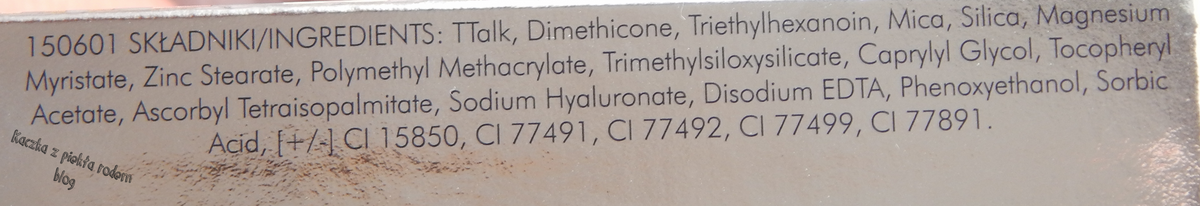 150601 SKŁADNIKI/INGREDIENTS: TTalk, Dimethicone, Triethylhexanoin, Mica, Silica, Magnesium
Myristate, Zinc Stearate, Polymethyl Methacrylate, Trimethylsiloxysilicate, Caprylyl Glycol, Tocopheryl
Acetate, Ascorbyl Tetraisopalmitate, Sodium Hyaluronate, Disodium EDTA, Phenoxyethanol, Sorbic
Acid, [+/-] CI 15850, CI 77491, CI 77492, CI 77499, CI 77891.
Kaczka z piekła rodem
blog